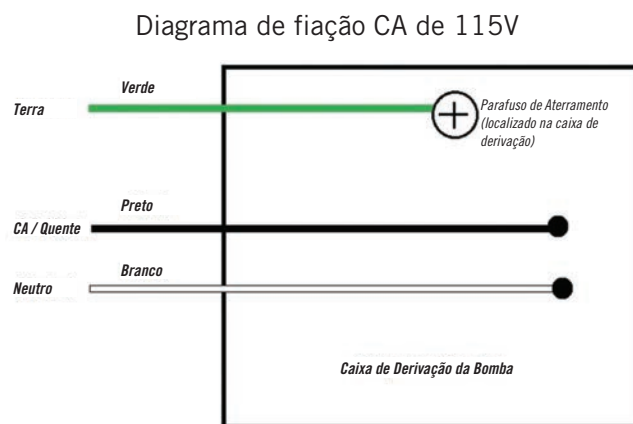 Diagrama de fiação CA de 115V
Verde
Terra
Parafuso de Aterramento
(localizado na caixa de
derivação)
Preto
CA / Quente
Branco
Neutro
Caixa de Derivação da Bomba